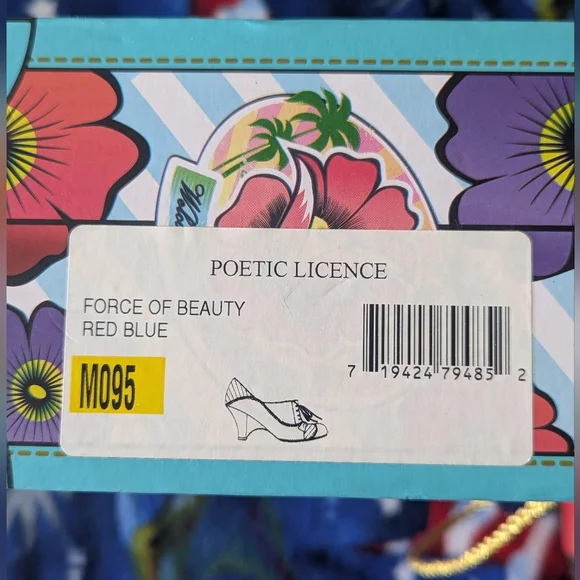 POETIC LICENCE
FORCE OF BEAUTY
RED BLUE
M095
7 19424 79485 2